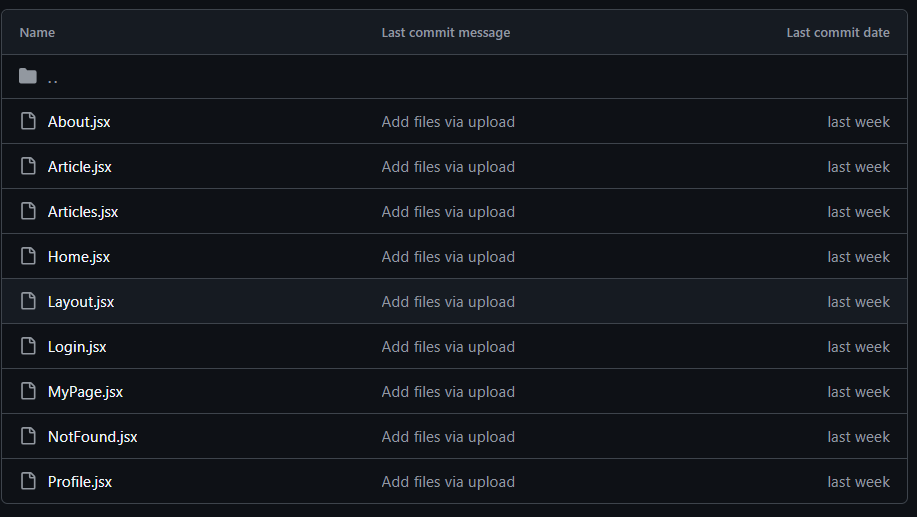 Name Last commit message Last commit date
..
About.jsx Add files via upload last week
Article.jsx Add files via upload last week
Articles.jsx Add files via upload last week
Home.jsx Add files via upload last week
Layout.jsx Add files via upload last week
Login.jsx Add files via upload last week
MyPage.jsx Add files via upload last week
NotFound.jsx Add files via upload last week
Profile.jsx Add files via upload last week